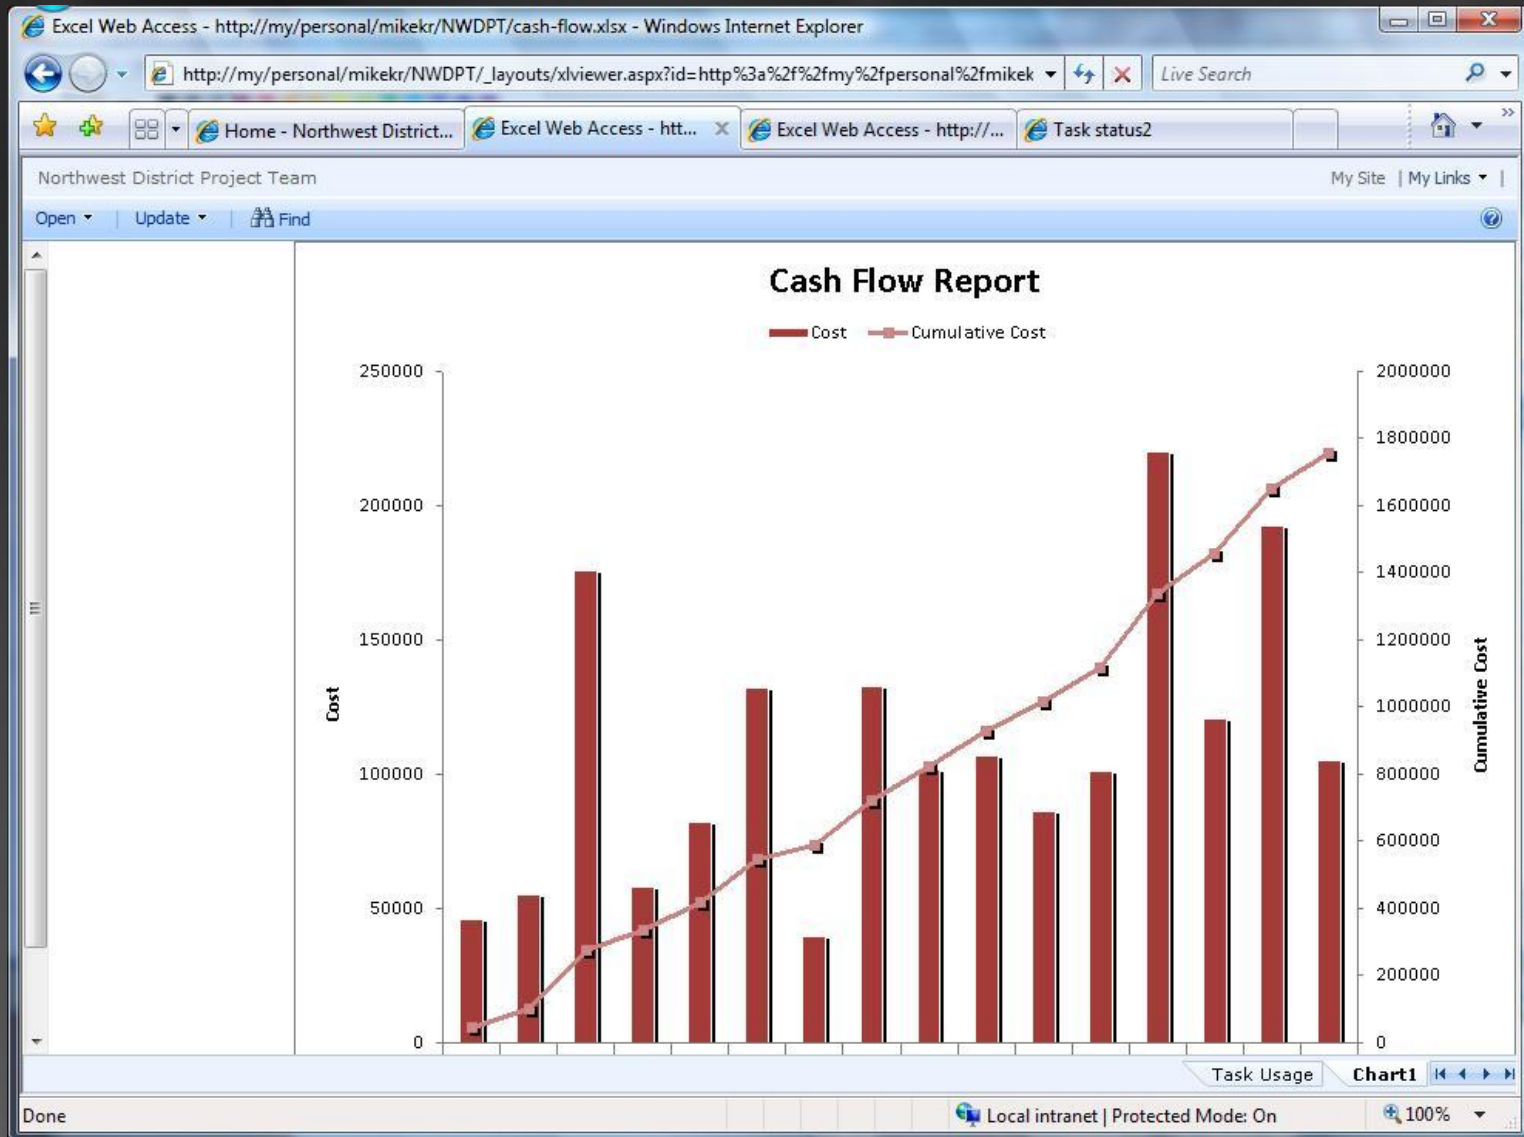 Excel Web Access - http://my/personal/mikekr/NWDPT/cash-flow.xlsx - Windows Internet Explorer
http://my/personal/mikekr/NWDPT/_layouts/xlviewer.aspx?id=http%3a%2f%2fmy%2fpersonal%2fmikek
Live Search
Home - Northwest District...
Excel Web Access - htt...
Excel Web Access - http://...
Task status2
Northwest District Project Team
My Site | My Links
Open | Update | Find
Cash Flow Report
Cost
Cumulative Cost
250000
200000
150000
100000
50000
0
Cost
2000000
1800000
1600000
1400000
1200000
1000000
800000
600000
400000
200000
0
Cumulative Cost
Task Usage
Chart1
Done
Local intranet | Protected Mode: On
100%